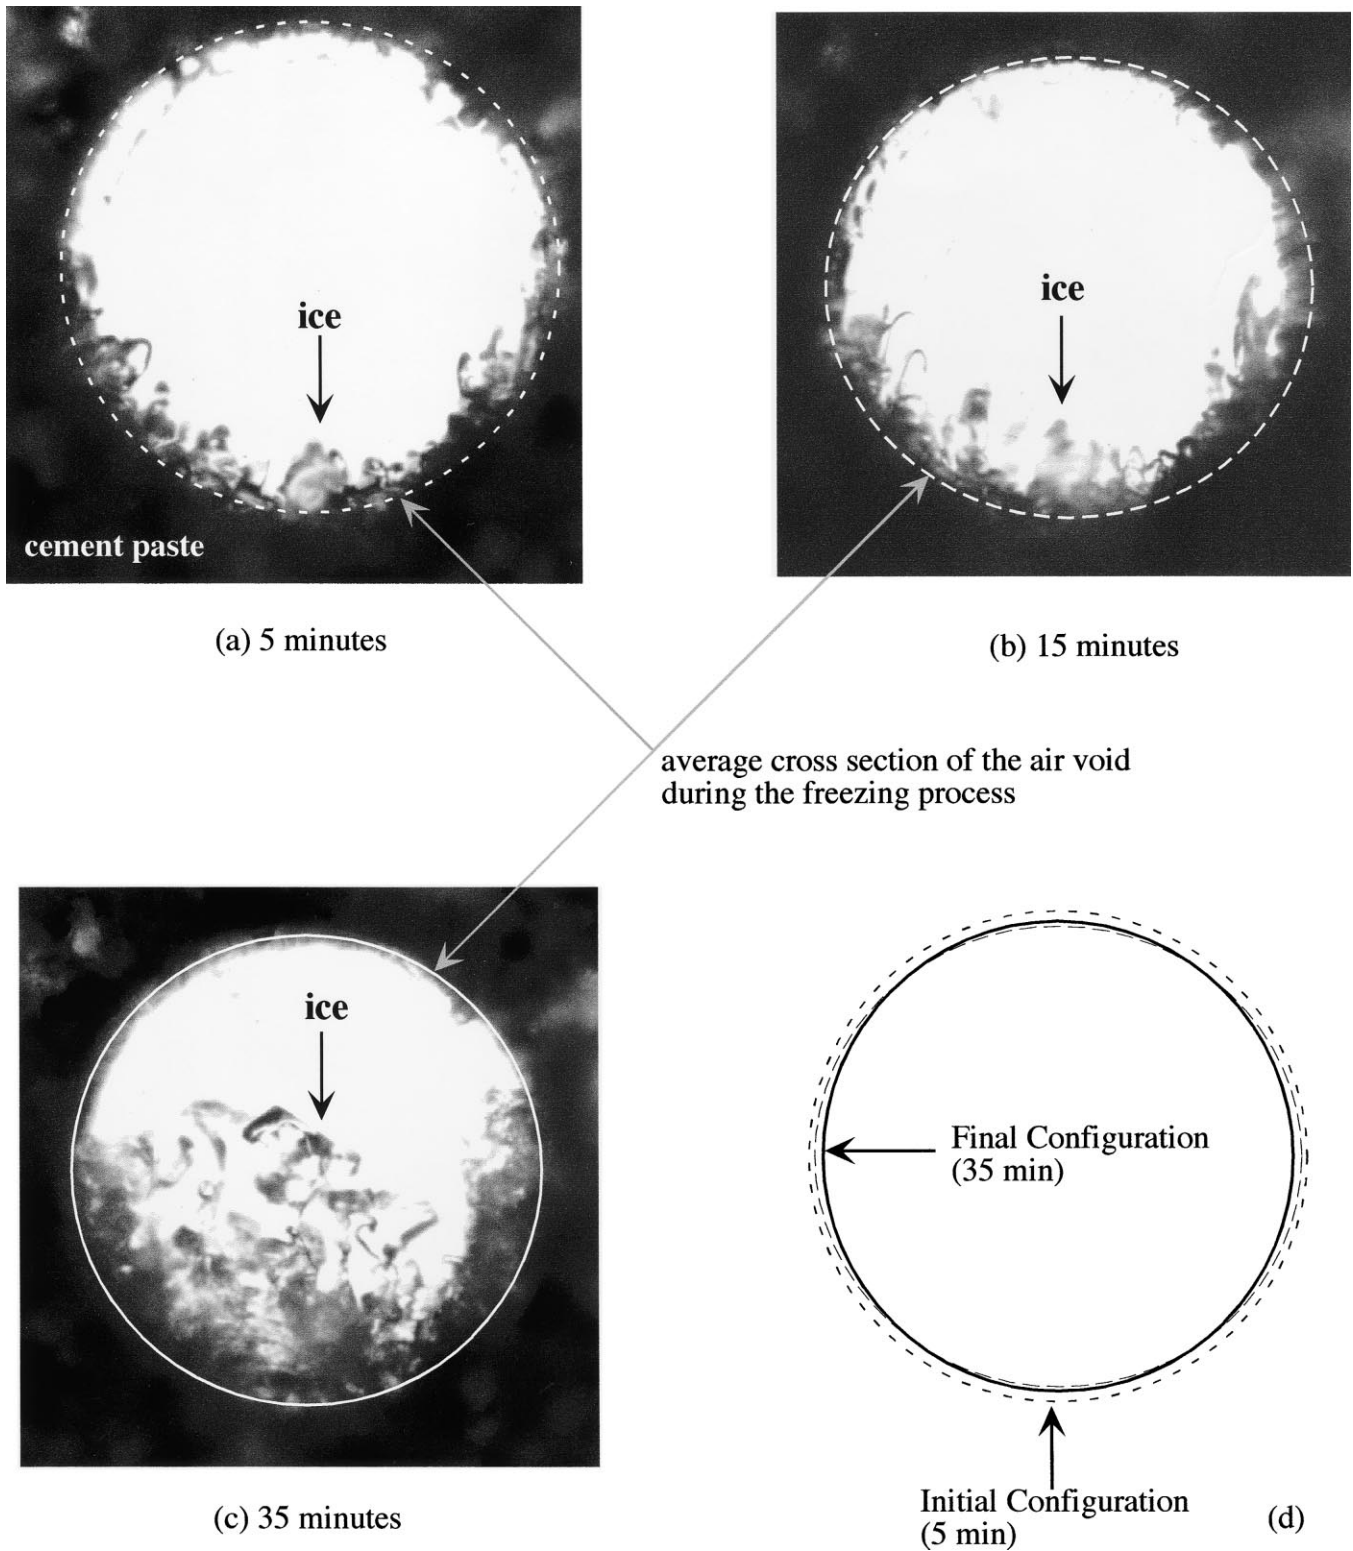 ice
cement paste
(a) 5 minutes
ice
(b) 15 minutes
average cross section of the air void
during the freezing process
ice
(c) 35 minutes
Final Configuration
(35 min)
Initial Configuration
(5 min)
(d)